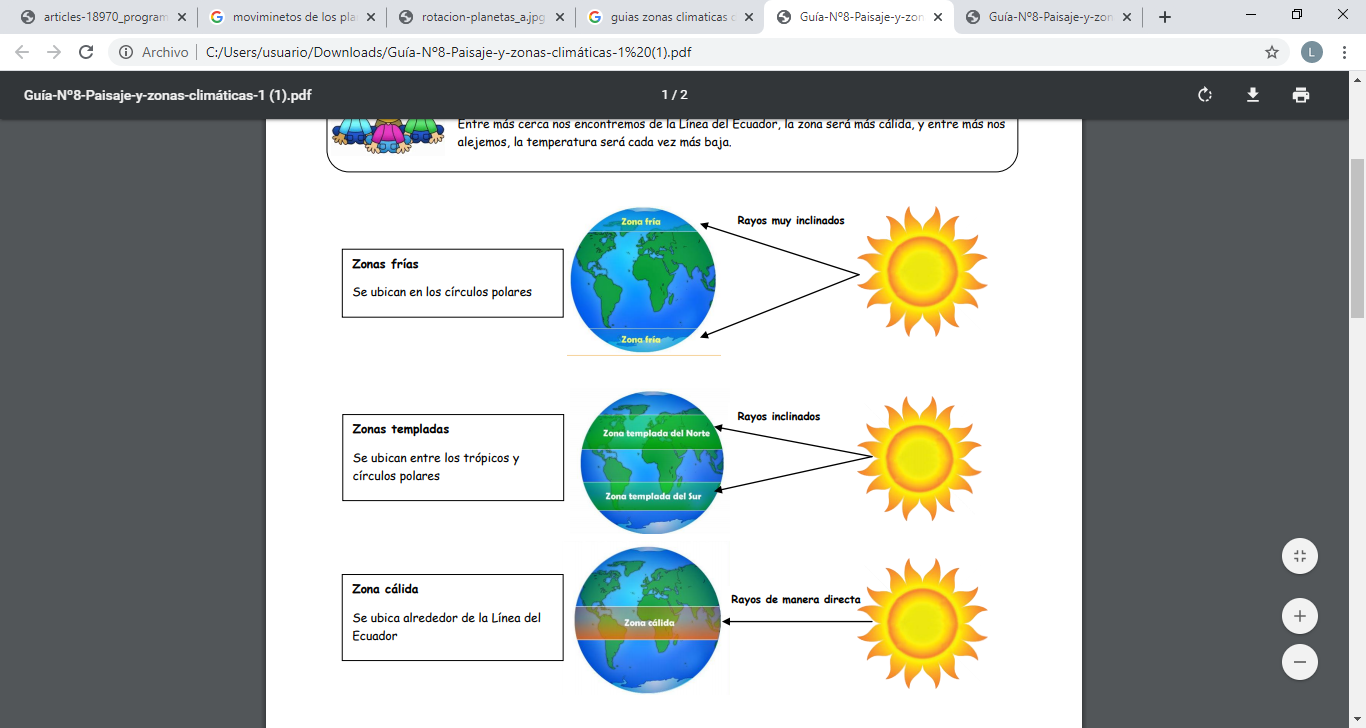 articles-18970_program
moviminetos de los pla
rotacion-planetas_a.jpg
guias zonas climaticas c
Guía-Nº8-Paisaje-y-zon
Guía-Nº8-Paisaje-y-zon
Archivo
C:/Users/usuario/Downloads/Guía-Nº8-Paisaje-y-zonas-climáticas-1%20(1).pdf
L
Guía-Nº8-Paisaje-y-zonas-climáticas-1 (1).pdf
1 / 2
Entre más cerca nos encontremos de la Línea del Ecuador, la zona será más cálida, y entre más nos
alejemos, la temperatura será cada vez más baja.
Zonas frías
Se ubican en los círculos polares
Zona fría
Zona fría
Rayos muy inclinados
Zonas templadas
Se ubican entre los trópicos y
círculos polares
Zona templada del Norte
Zona templada del Sur
Rayos inclinados
Zona cálida
Se ubica alrededor de la Línea del
Ecuador
Zona cálida
Rayos de manera directa